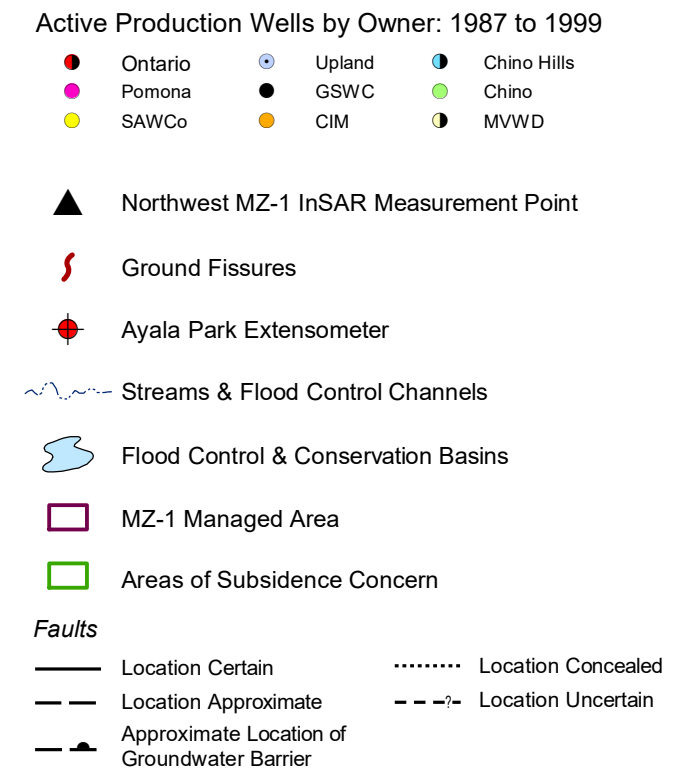 Active Production Wells by Owner: 1987 to 1999
Ontario Upland Chino Hills
Pomona GSWC Chino
SAWCo CIM MVWD
Northwest MZ-1 InSAR Measurement Point
Ground Fissures
Ayala Park Extensometer
Streams & Flood Control Channels
Flood Control & Conservation Basins
MZ-1 Managed Area
Areas of Subsidence Concern
Faults
Location Certain
Location Concealed
Location Approximate
? Location Uncertain
Approximate Location of
Groundwater Barrier